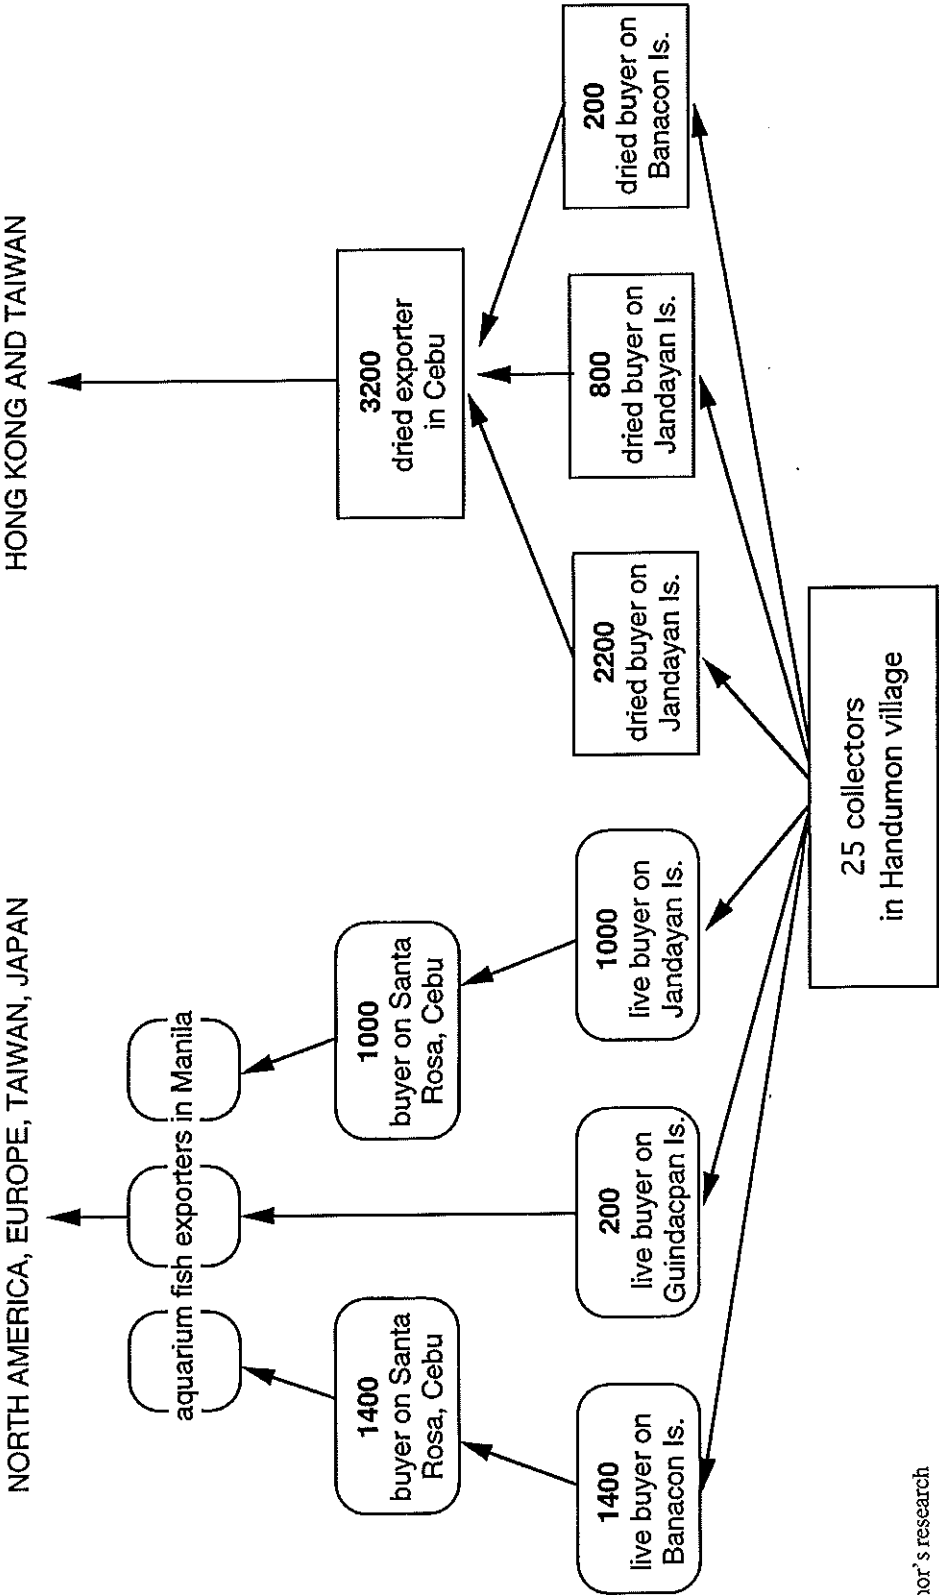 NORTH AMERICA, EUROPE, TAIWAN, JAPAN
HONG KONG AND TAIWAN
aquarium fish exporters in Manila
1400
buyer on Santa
Rosa, Cebu
1000
buyer on Santa
Rosa, Cebu
3200
dried exporter
in Cebu
1400
live buyer on
Banacon Is.
200
live buyer on
Guindacpan Is.
1000
live buyer on
Jandayan Is.
2200
dried buyer on
Jandayan Is.
800
dried buyer on
Jandayan Is.
200
dried buyer on
Banacon Is.
25 collectors
in Handumon village
research